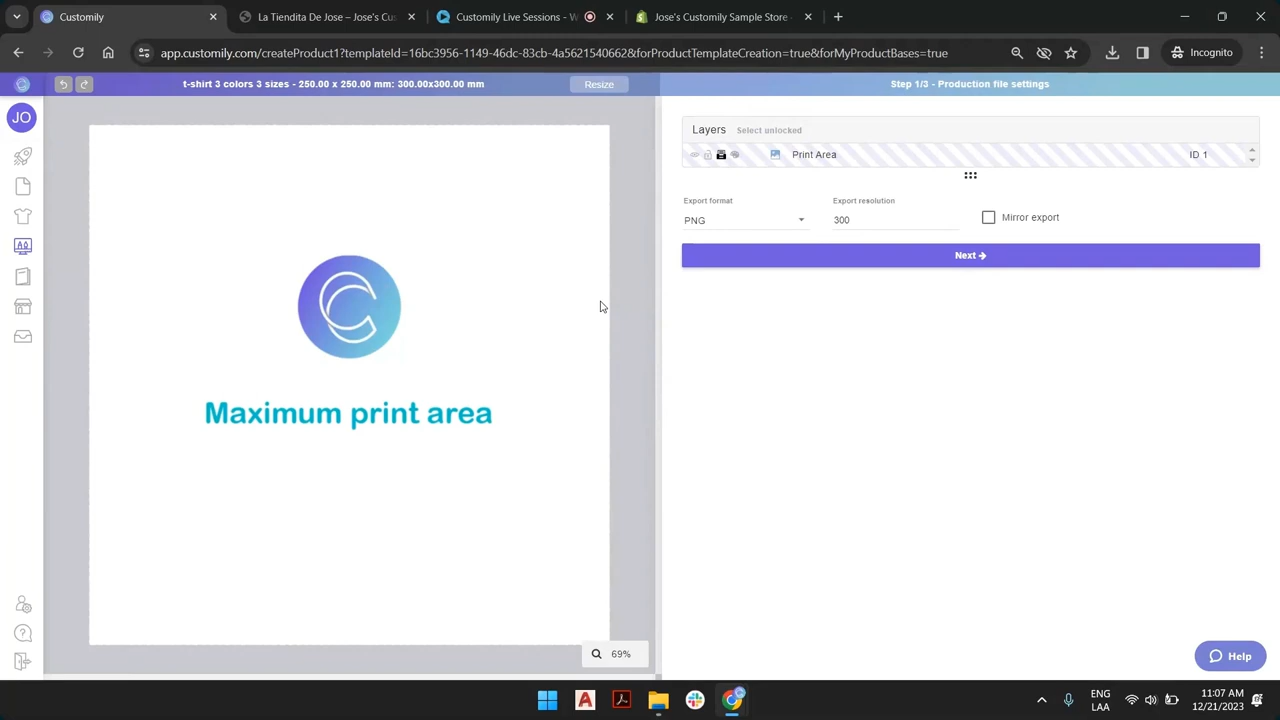 Customily
La Tiendita De Jose – Jose's Cus
Customily Live Sessions - W
Jose's Customily Sample Store -
app.customily.com/createProduct1?templateId=16bc3956-1149-46dc-83cb-4a5621540662&forProductTemplateCreation=true&forMyProductBases=true
Incognito
t-shirt 3 colors 3 sizes - 250.00 x 250.00 mm: 300.00x300.00 mm
Resize
Step 1/3 - Production file settings
JO
Layers
Select unlocked
Print Area
ID 1
Export format
Export resolution
PNG
300
Mirror export
Next
Maximum print area
69%
Help
ENG
LAA
11:07 AM
12/21/2023